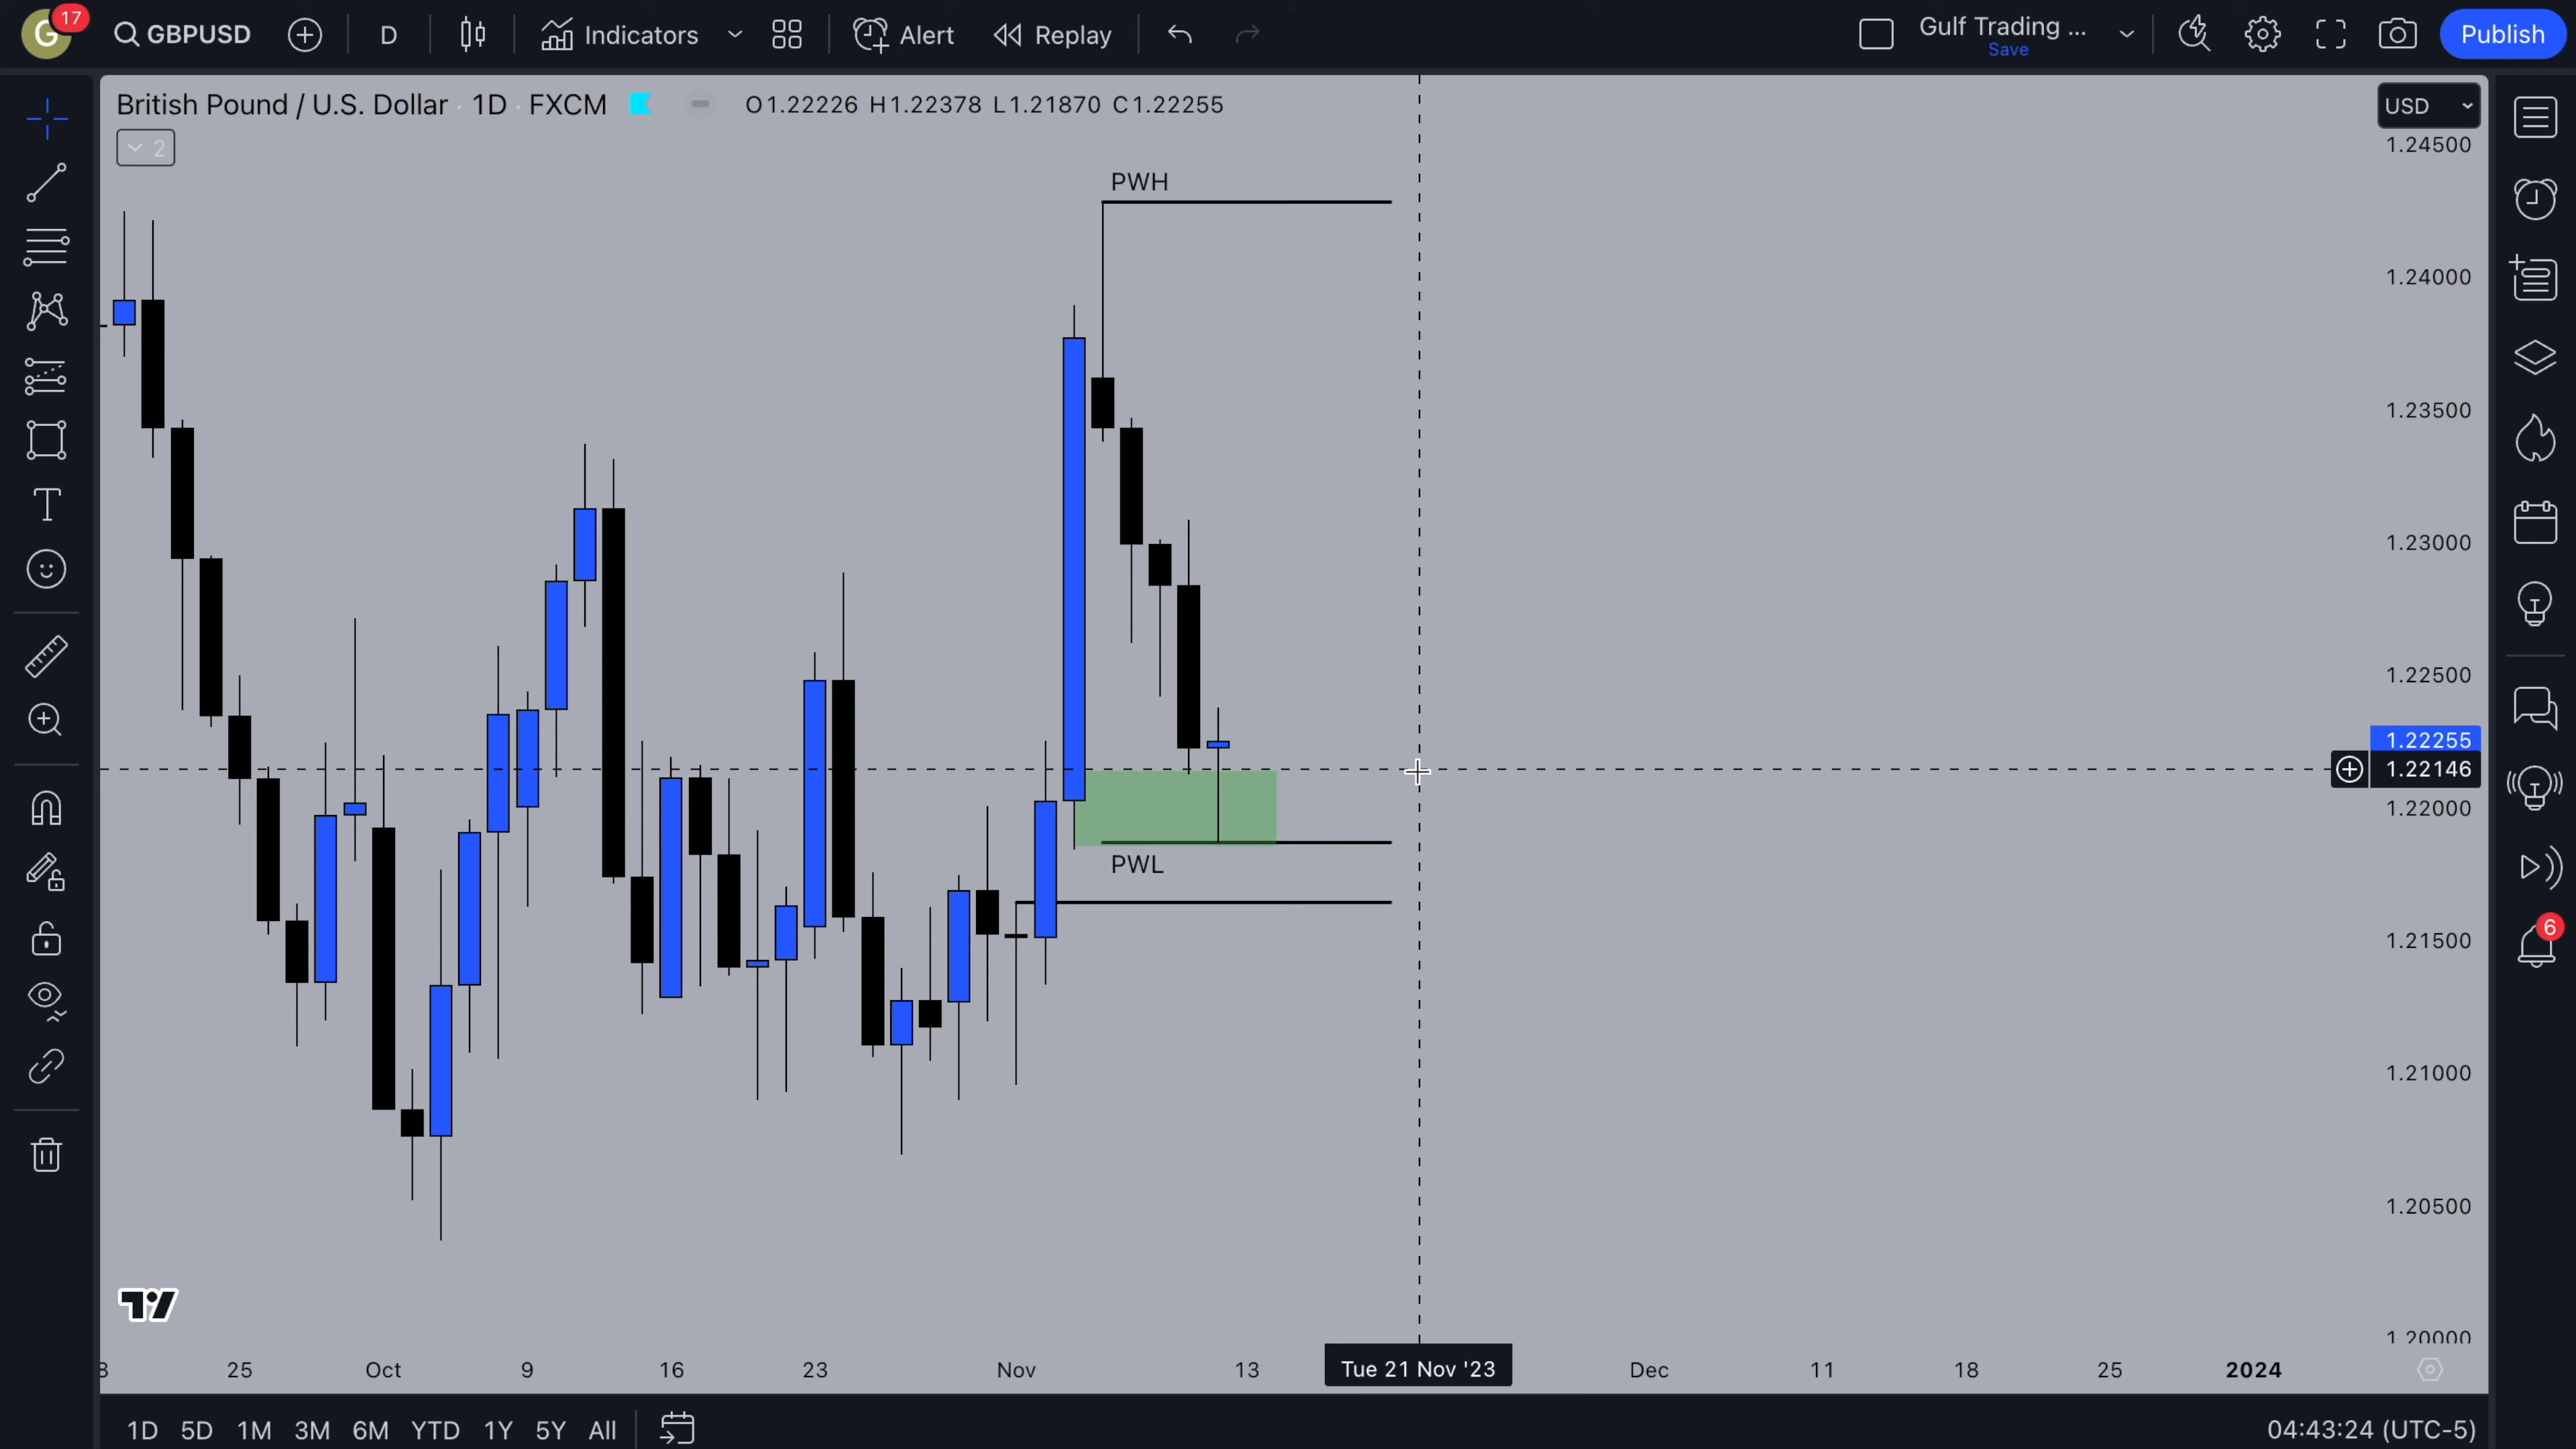 G 17 GBPUSD D Indicators Alert Replay Gulf Trading ... Save Publish
British Pound / U.S. Dollar · 1D · FXCM O1.22226 H1.22378 L1.21870 C1.22255
USD
2
1.24500
PWH
1.24000
1.23500
1.23000
1.22500
1.22255
1.22146
1.22000
PWL
1.21500
6
1.21000
1.20500
1.20000
25 Oct 9 16 23 Nov 13 Tue 21 Nov '23 Dec 11 18 25 2024
1D 5D 1M 3M 6M YTD 1Y 5Y All 04:43:24 (UTC-5)